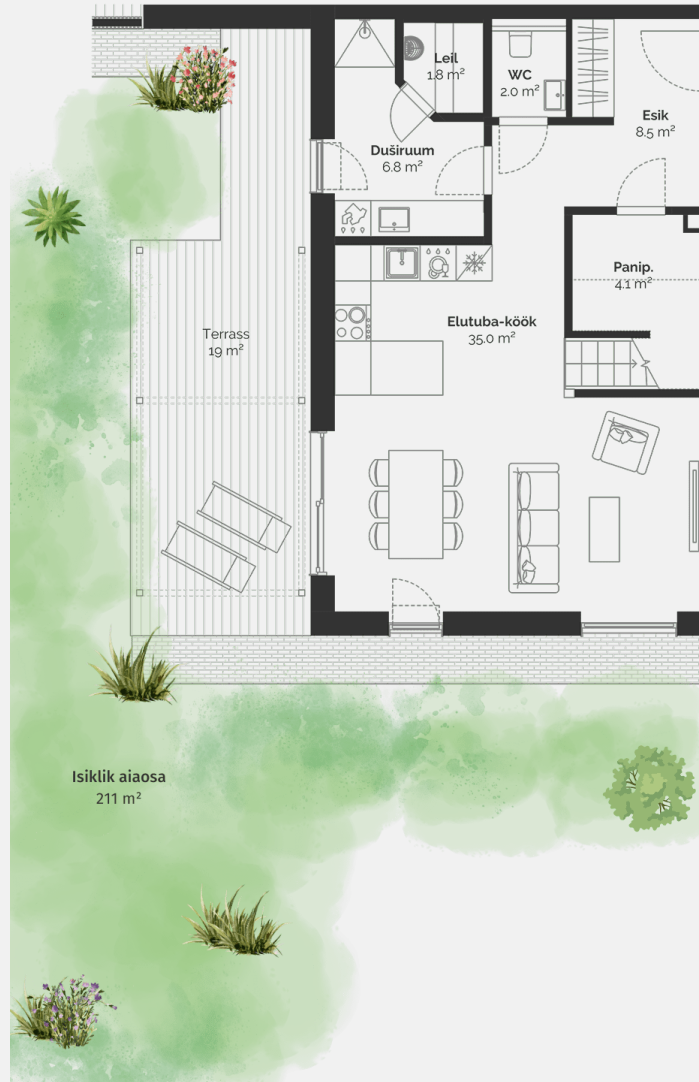 Leil
1.8 m²
WC
2.0 m²
Esik
8.5 m²
Duširuum
6.8 m²
Panip.
4.1 m²
Elutuba-köök
35.0 m²
Terrass
19 m²
Isiklik aiaosa
211 m²